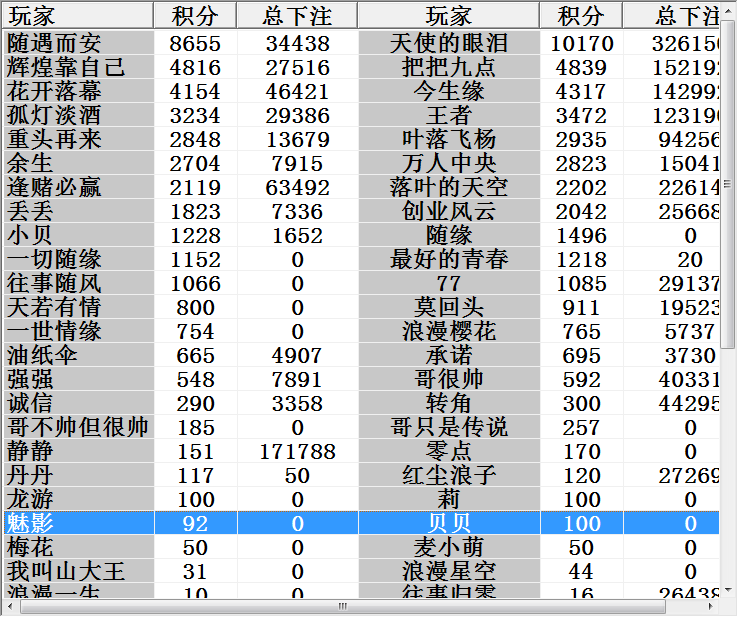 玩家 积分 总下注 玩家 积分 总下注
随遇而安 8655 34438 天使的眼泪 10170 32615
辉煌靠自己 4816 27516 把把九点 4839 15219
花开落幕 4154 46421 今生缘 4317 14299
孤灯淡酒 3234 29386 王者 3472 12319
重头再来 2848 13679 叶落飞杨 2935 94256
余生 2704 7915 万人中央 2823 15041
逢赌必赢 2119 63492 落叶的天空 2202 22614
丢丢 1823 7336 创业风云 2042 25668
小贝 1228 1652 随缘 1496 0
一切随缘 1152 0 最好的青春 1218 20
往事随风 1066 0 77 1085 29137
天若有情 800 0 莫回头 911 19523
一世情缘 754 0 浪漫樱花 765 5737
油纸伞 665 4907 承诺 695 3730
强强 548 7891 哥很帅 592 40331
诚信 290 3358 转角 300 44295
哥不帅但很帅 185 0 哥只是传说 257 0
静静 151 171788 零点 170 0
丹丹 117 50 红尘浪子 120 27269
龙游 100 0 莉 100 0
魅影 92 0 贝贝 100 0
梅花 50 0 麦小萌 50 0
我叫山大王 31 0 浪漫星空 44 0
浪漫一生 10 0 往事归零 16 26438